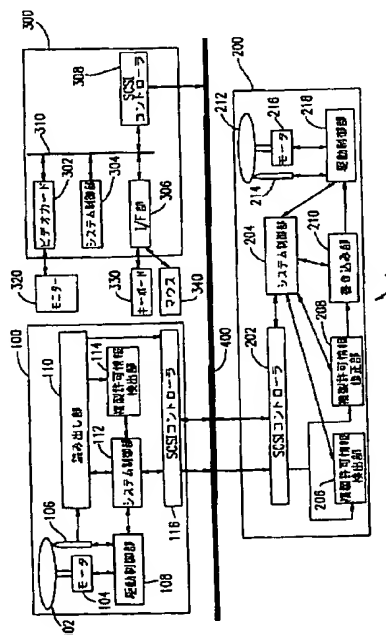 100
102
モータ
104
106
駆動制御部
108
読み出し部
110
システム制御部
112
複製許可情報
検出部
114
SCSIコントローラ
116
300
モニター
320
ビデオカード
302
システム制御部
304
I/F部
306
キーボード
330
マウス
340
310
SCSI
コントローラ
308
400
200
SCSIコントローラ
202
システム制御部
204
複製許可情報
検出部
206
複製許可情報
修正部
208
書き込み部
210
212
214
モータ
216
駆動制御部
218